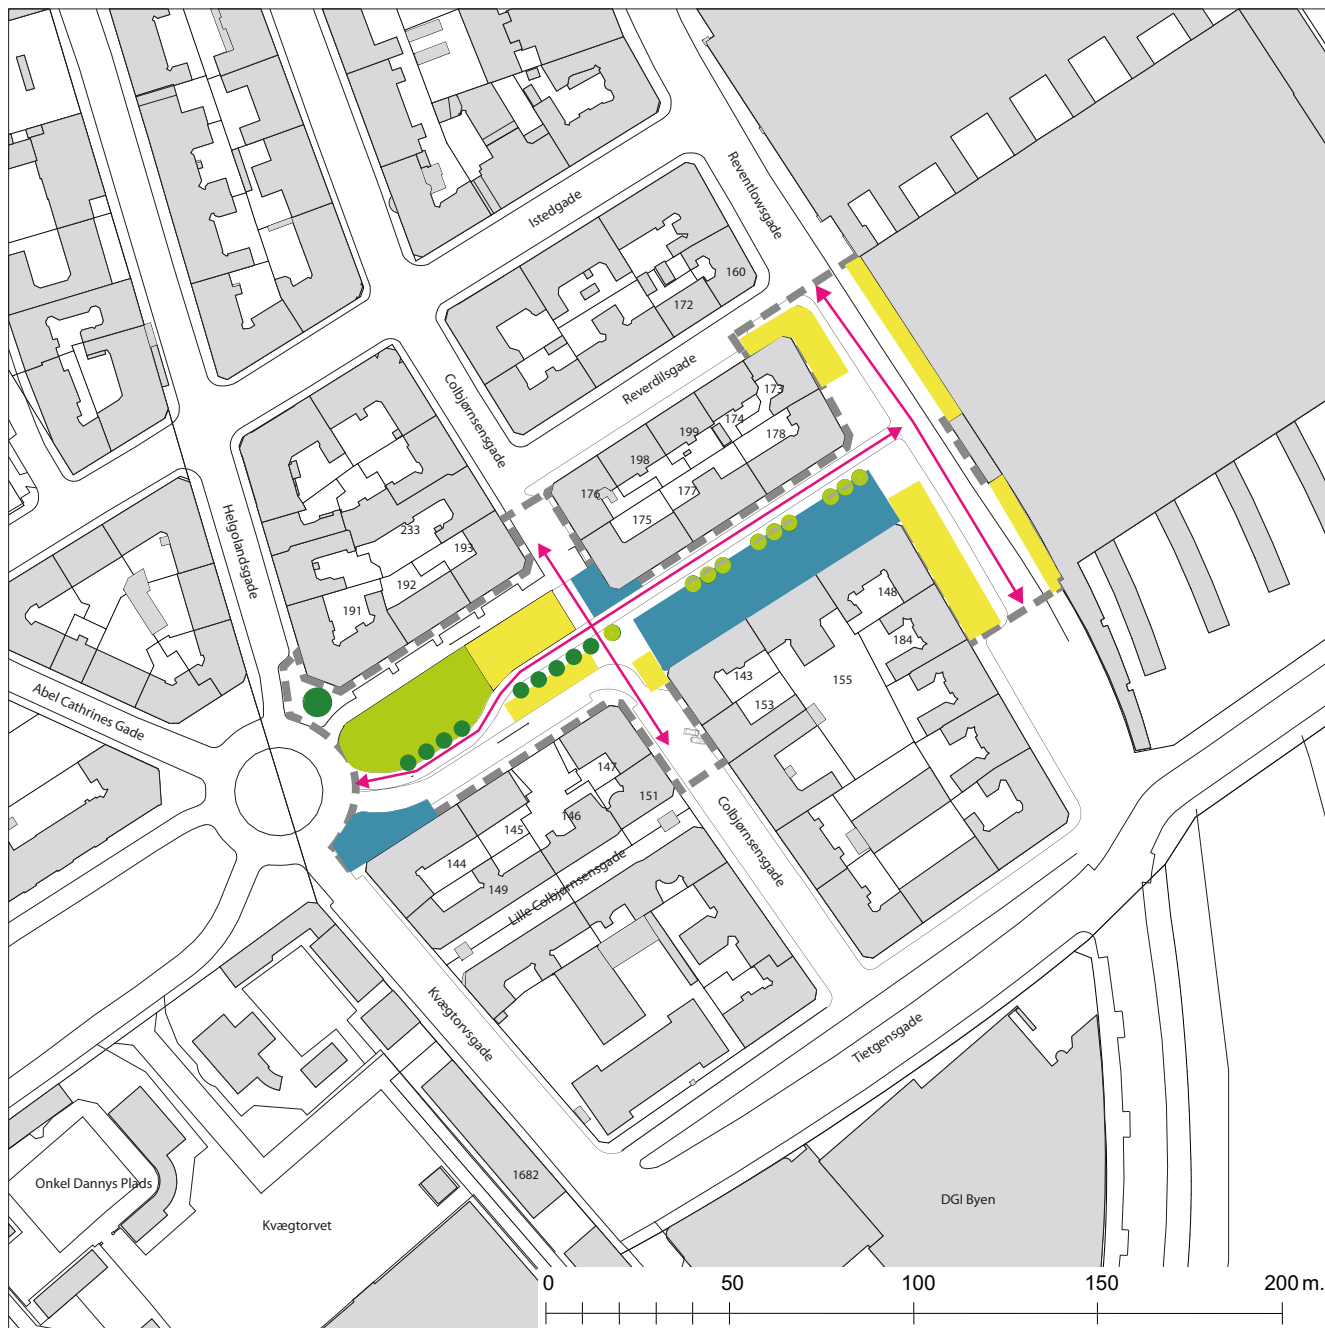 Istedgade
Reventlowsgade
160
172
Reverdilsgade
Colbjørnsensgade
173
174
199
178
198
176
177
175
Helgolandsgade
233
193
192
191
148
184
143
155
153
Abel Cathrines Gade
147
151
146
145
144
149
Colbjørnsensgade
Lille Colbjørnsensgade
Kvægtorvsgade
Tietgensgade
1682
Onkel Dannys Plads
Kvægtorvet
DGI Byen
0 50 100 150 200 m.